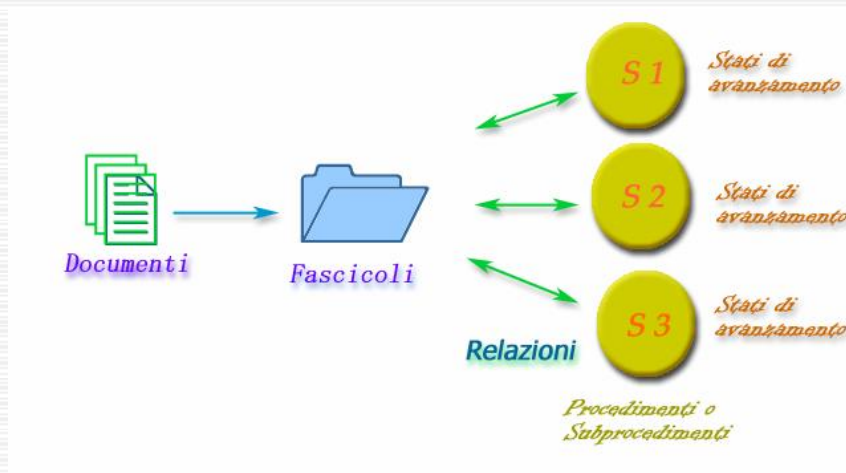 S 1
Stati di
avanzamento
S 2
Stati di
avanzamento
Documenti
Fascicoli
S 3
Stati di
avanzamento
Relazioni
Procedimenti o
Subprocedimenti